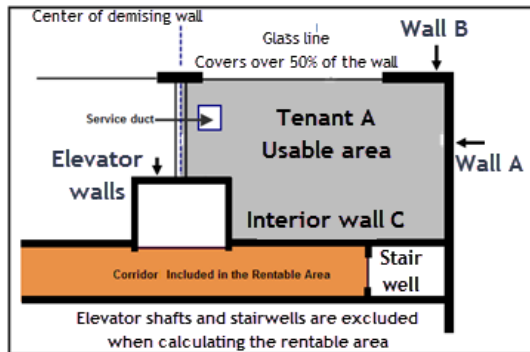 Center of demising wall
Glass line
Covers over 50% of the wall
Wall B
Service duct
Tenant A
Usable area
Wall A
Elevator
walls
Interior wall C
Corridor Included in the Rentable Area
Stair
well
Elevator shafts and stairwells are excluded
when calculating the rentable area